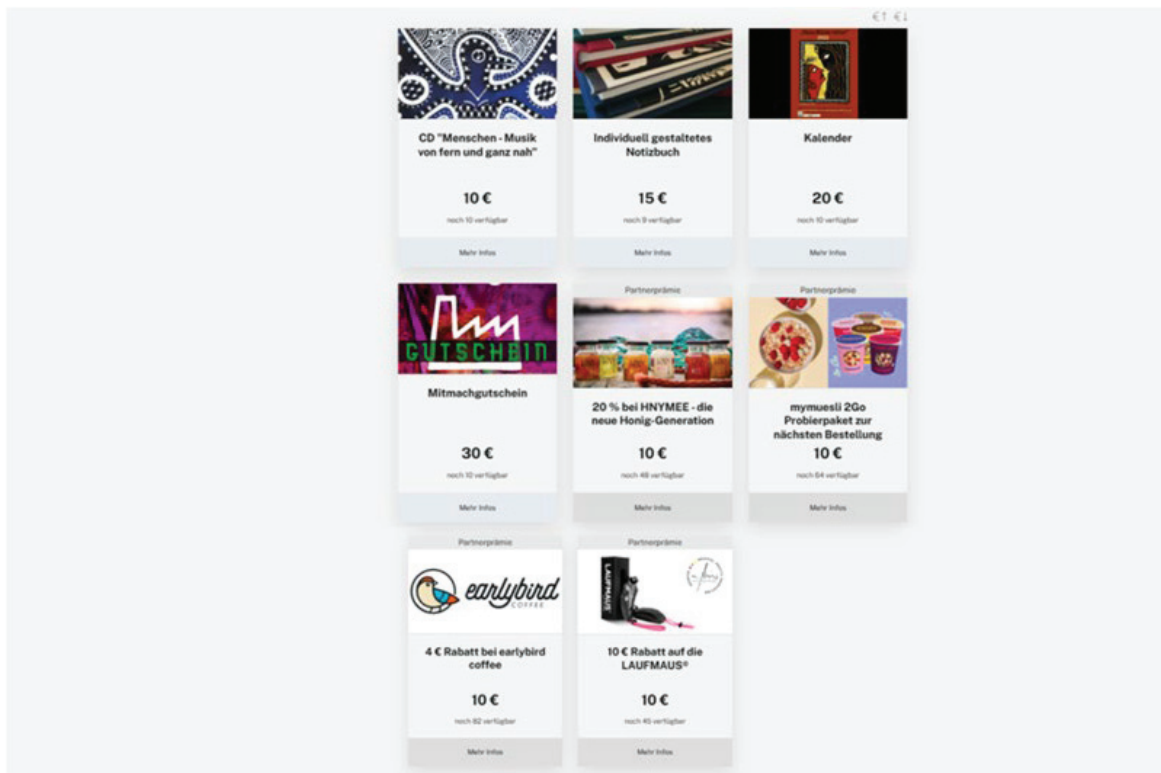 €↑ €↓
CD "Menschen - Musik
von fern und ganz nah"
10 €
noch 10 verfügbar
Mehr Infos
Individuell gestaltetes
Notizbuch
15 €
noch 9 verfügbar
Mehr Infos
Kalender
20 €
noch 10 verfügbar
Mehr Infos
GUTSCHEIN
Mitmachgutschein
30 €
noch 10 verfügbar
Mehr Infos
Partnerprämie
20 % bei HNYMEE - die
neue Honig-Generation
10 €
noch 48 verfügbar
Mehr Infos
Partnerprämie
mymuesli 2Go
Probierpaket zur
nächsten Bestellung
10 €
noch 64 verfügbar
Mehr Infos
Partnerprämie
earlybird
COFFEE
4 € Rabatt bei earlybird
coffee
10 €
noch 82 verfügbar
Mehr Infos
Partnerprämie
LAUFMAUS
10 € Rabatt auf die
LAUFMAUS®
10 €
noch 45 verfügbar
Mehr Infos